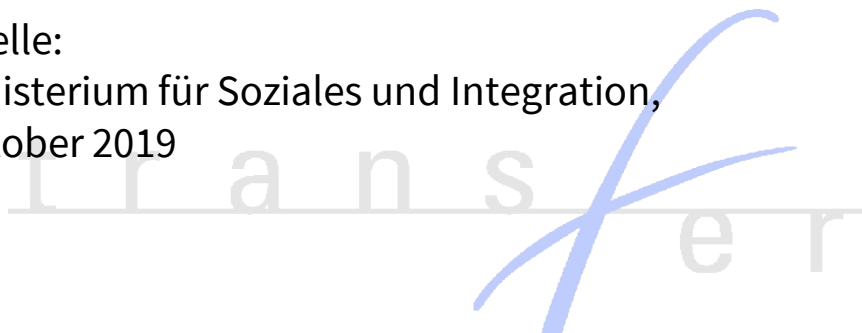 elle:
isterium für Soziales und Integration,
ober 2019
transfer